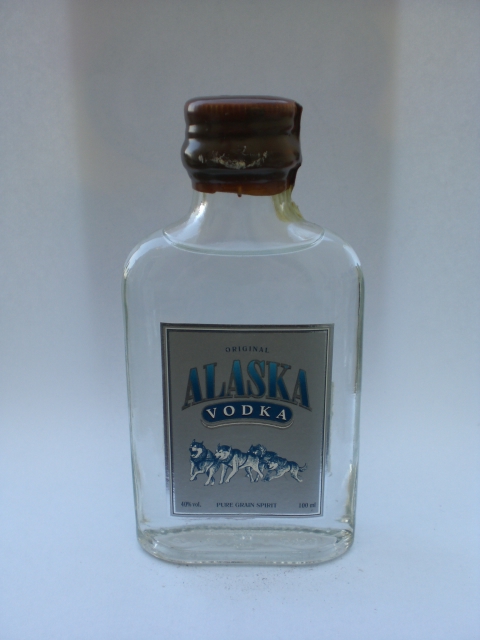 ORIGINAL
ALASKA
VODKA
40% vol. PURE GRAIN SPIRIT 100 ml